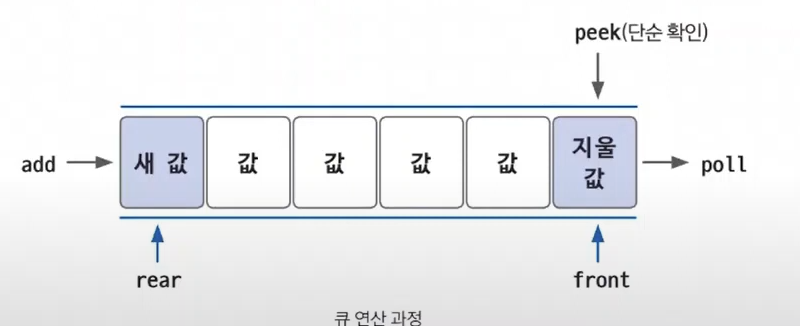 peek(단순 확인)
add
새 값
값
값
값
값
지울
값
poll
rear
front
큐 연산 과정